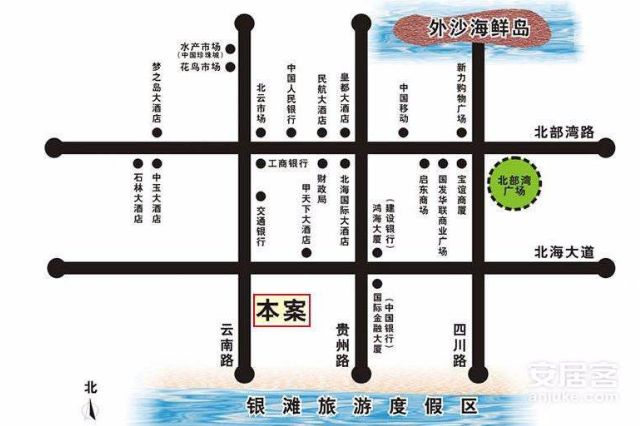 外沙海鲜岛
水产市场
(中国珍珠城)
花鸟市场
梦之岛大酒店
北云市场
中国人民银行
民航大酒店
皇都大酒店
中国移动
新力购物广场
北部湾路
石林大酒店
中玉大酒店
工商银行
交通银行
财政局
甲天下大酒店
北海国际大酒店
鸿海大厦
(建设银行)
启东商场
国发华联商业广场
宝谊商厦
北部湾
广场
北海大道
本案
国际金融大厦
(中国银行)
云南路
贵州路
四川路
北
银滩旅游度假区
安居客
anjuke.com